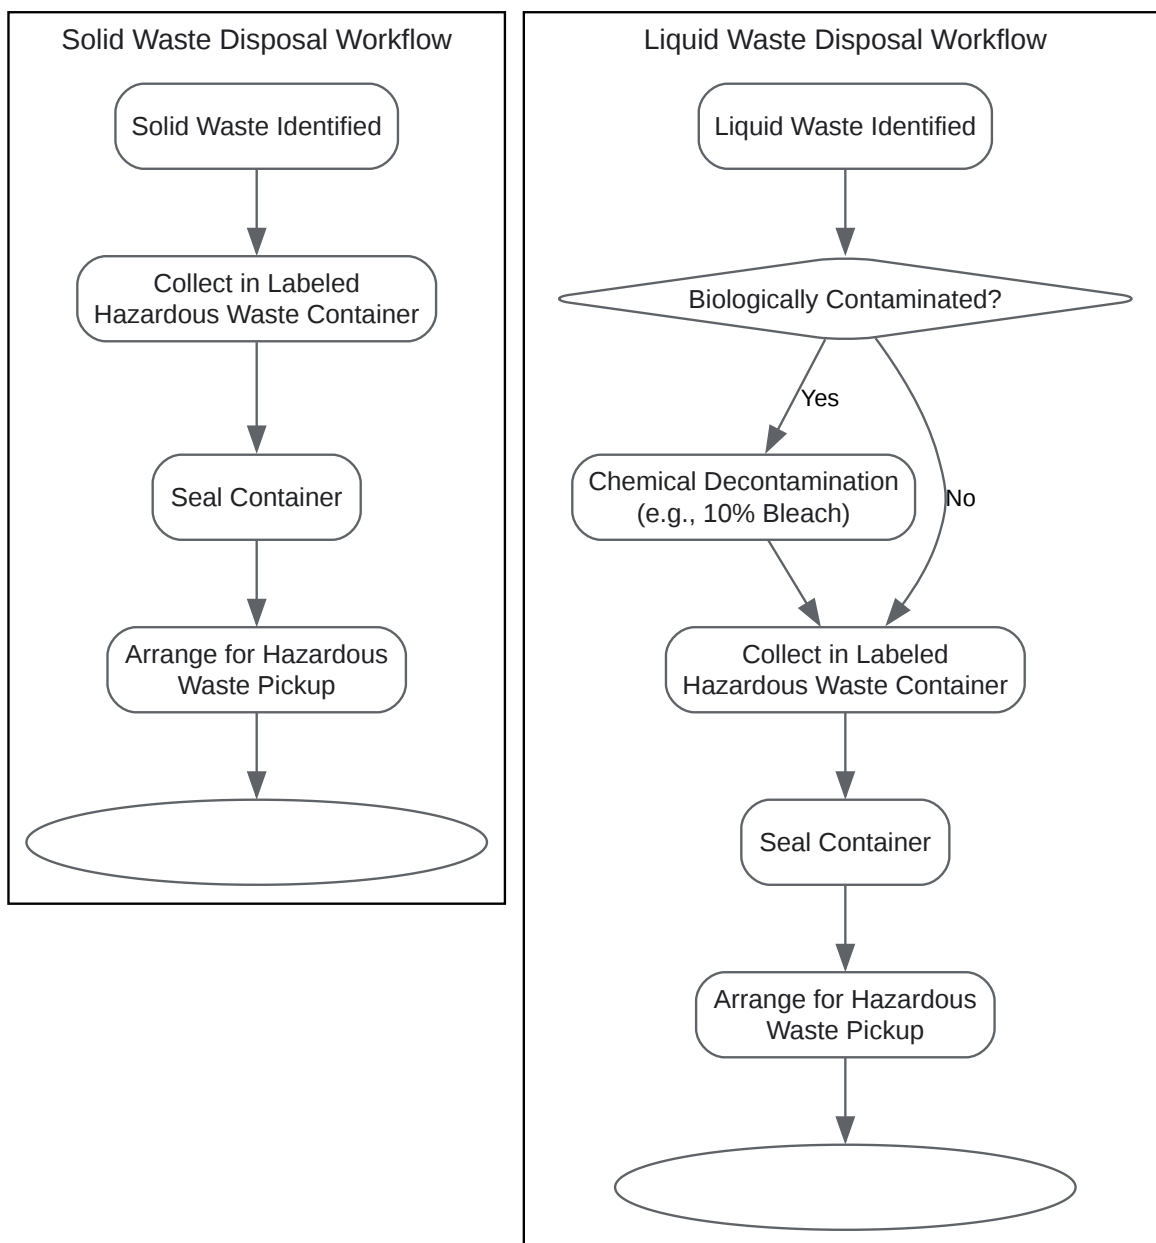 Solid Waste Disposal Workflow
Solid Waste Identified
Collect in Labeled
Hazardous Waste Container
Seal Container
Arrange for Hazardous
Waste Pickup
Liquid Waste Disposal Workflow
Liquid Waste Identified
Biologically Contaminated?
Yes
No
Chemical Decontamination
(e.g., 10% Bleach)
Collect in Labeled
Hazardous Waste Container
Seal Container
Arrange for Hazardous
Waste Pickup